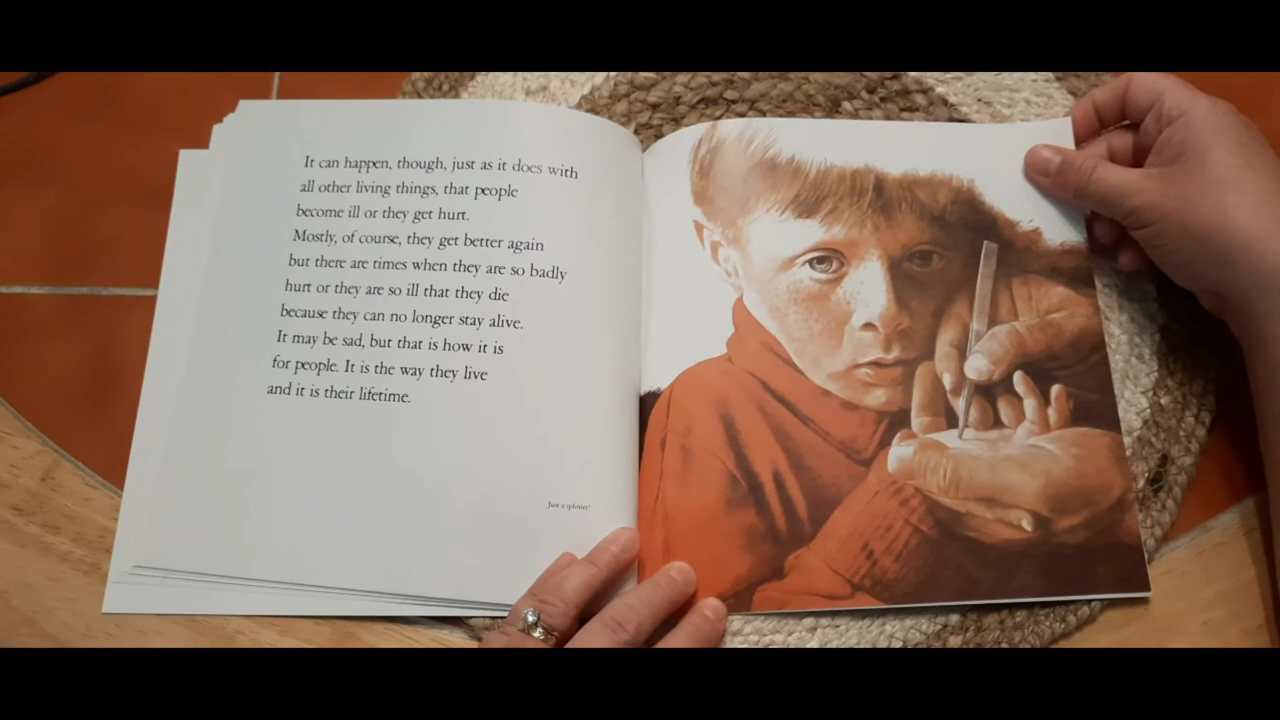 It can happen, though, just as it does with
all other living things, that people
become ill or they get hurt.
Mostly, of course, they get better again
but there are times when they are so badly
hurt or they are so ill that they die
because they can no longer stay alive.
It may be sad, but that is how it is
for people. It is the way they live
and it is their lifetime.
Just a splinter!